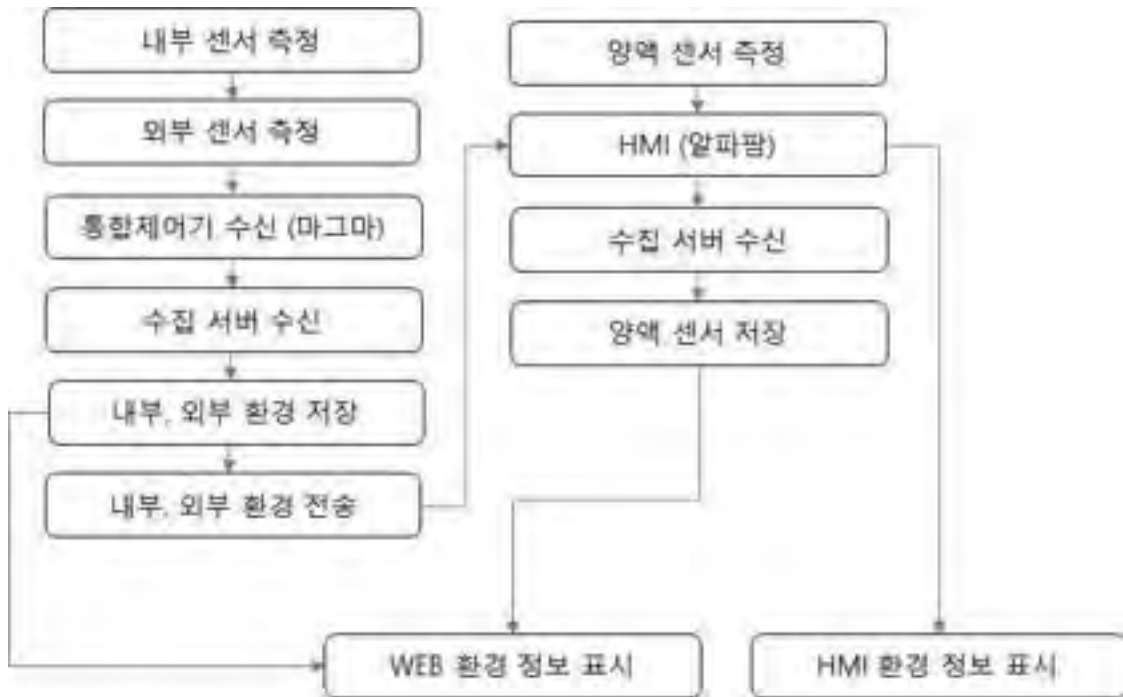 내부 센서 측정
외부 센서 측정
통합제어기 수신 (마그마)
수집 서버 수신
내부, 외부 환경 저장
내부, 외부 환경 전송
양액 센서 측정
HMI (알파팜)
수집 서버 수신
양액 센서 저장
WEB 환경 정보 표시
HMI 환경 정보 표시